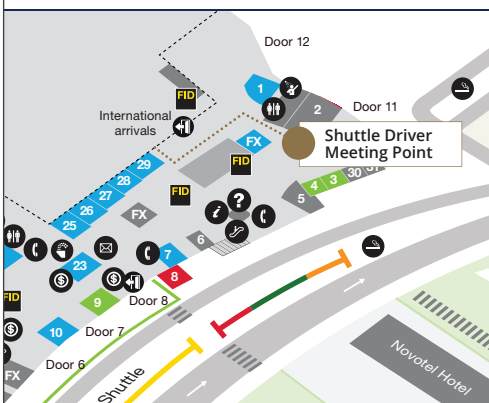 Door 12
FID
1
2
Door 11
International
arrivals
Shuttle Driver
Meeting Point
FX
FID
29
28
27
26
25
FID
FX
4
3
30
5
?
i
6
7
8
23
$
$
9
Door 8
FID
$
10
Door 7
Door 6
FX
Shuttle
Novotel Hotel